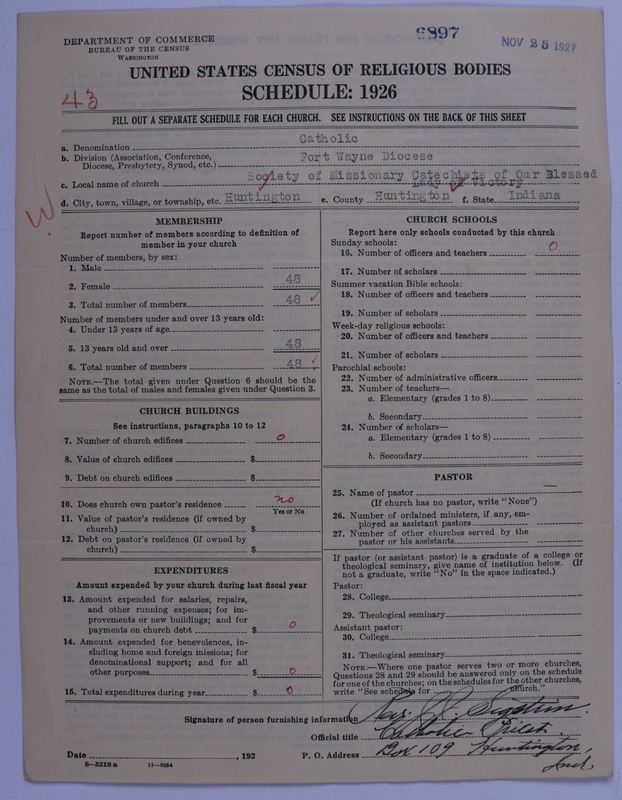 6897
NOV 25 1927
DEPARTMENT OF COMMERCE
BUREAU OF THE CENSUS
WASHINGTON
UNITED STATES CENSUS OF RELIGIOUS BODIES
SCHEDULE: 1926
43
FILL OUT A SEPARATE SCHEDULE FOR EACH CHURCH. SEE INSTRUCTIONS ON THE BACK OF THIS SHEET
a. Denomination Catholic
b. Division (Association, Conference, Diocese, Presbytery, Synod, etc.) Fort Wayne Diocese
c. Local name of church Society of Missionary Catechists of Our Blessed
Lady of Victory
d. City, town, village, or township, etc. Huntington e. County Huntington f. State Indiana
W
MEMBERSHIP
Report number of members according to definition of
member in your church
Number of members, by sex:
1. Male
2. Female 48
3. Total number of members 48 ✓
Number of members under and over 13 years old:
4. Under 13 years of age
5. 13 years old and over 48
6. Total number of members 48 ✓
NOTE.—The total given under Question 6 should be
same as the total of males and females given under Question 3.
CHURCH BUILDINGS
See instructions, paragraphs 10 to 12
7. Number of church edifices 0
8. Value of church edifices $
9. Debt on church edifices $
10. Does church own pastor's residence no
Yes or No
11. Value of pastor's residence (if owned by
church) $
12. Debt on pastor's residence (if owned by
church) $
EXPENDITURES
Amount expended by your church during last fiscal year
13. Amount expended for salaries, repairs,
and other running expenses; for im-
provements or new buildings; and for
payments on church debt $ 0
14. Amount expended for benevolences, in-
cluding home and foreign missions; for
denominational support; and for all
other purposes $ 0
15. Total expenditures during year $ 0
CHURCH SCHOOLS
Report here only schools conducted by this church
Sunday schools:
16. Number of officers and teachers 0
17. Number of scholars
Summer vacation Bible schools:
18. Number of officers and teachers
19. Number of scholars
Week-day religious schools:
20. Number of officers and teachers
21. Number of scholars
Parochial schools:
22. Number of administrative officers
23. Number of teachers—
a. Elementary (grades 1 to 8)
b. Secondary
24. Number of scholars—
a. Elementary (grades 1 to 8)
b. Secondary
PASTOR
25. Name of pastor —
(If church has no pastor, write "None")
26. Number of ordained ministers, if any, em-
ployed as assistant pastors
27. Number of other churches served by the
pastor or his assistants
If pastor (or assistant pastor) is a graduate of a college or
theological seminary, give name of institution below. (If
not a graduate, write "No" in the space indicated.)
Pastor:
28. College
29. Theological seminary
Assistant pastor:
30. College
31. Theological seminary
NOTE.—Where one pastor serves two or more churches,
Questions 28 and 29 should be answered only on the schedule
for one of the churches; on the schedules for the other churches,
write "See schedule for church."
Signature of person furnishing information Rev. J. J. Sigstein.
Official title Catholic Priest
Date , 192 P. O. Address Box 109 Huntington,
Ind.
8—5518a 11—9054